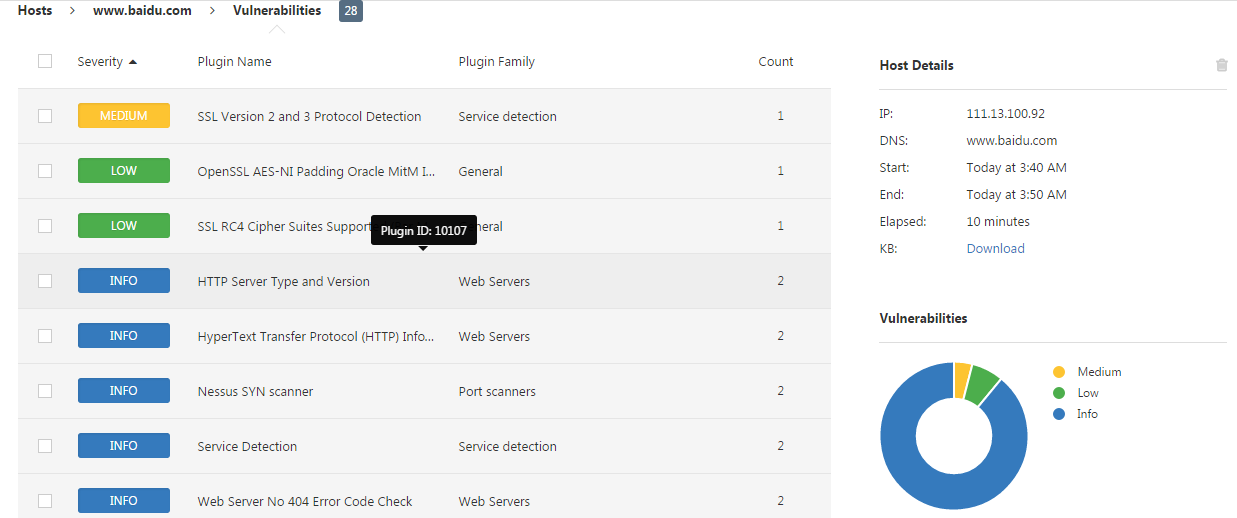 Hosts > www.baidu.com > Vulnerabilities 28
Severity Plugin Name Plugin Family Count
MEDIUM SSL Version 2 and 3 Protocol Detection Service detection 1
LOW OpenSSL AES-NI Padding Oracle MitM I... General 1
LOW SSL RC4 Cipher Suites Support 1
Plugin ID: 10107
INFO HTTP Server Type and Version Web Servers 2
INFO HyperText Transfer Protocol (HTTP) Info... Web Servers 2
INFO Nessus SYN scanner Port scanners 2
INFO Service Detection Service detection 2
INFO Web Server No 404 Error Code Check Web Servers 2
Host Details
IP: 111.13.100.92
DNS: www.baidu.com
Start: Today at 3:40 AM
End: Today at 3:50 AM
Elapsed: 10 minutes
KB: Download
Vulnerabilities
Medium
Low
Info